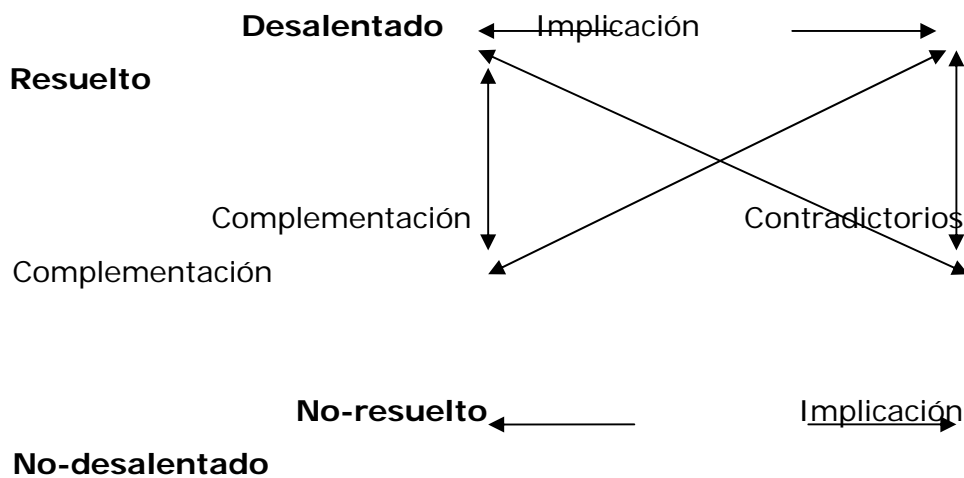 Desalentado Implicación
Resuelto
Complementación Contradictorios
Complementación
No-resuelto Implicación
No-desalentado